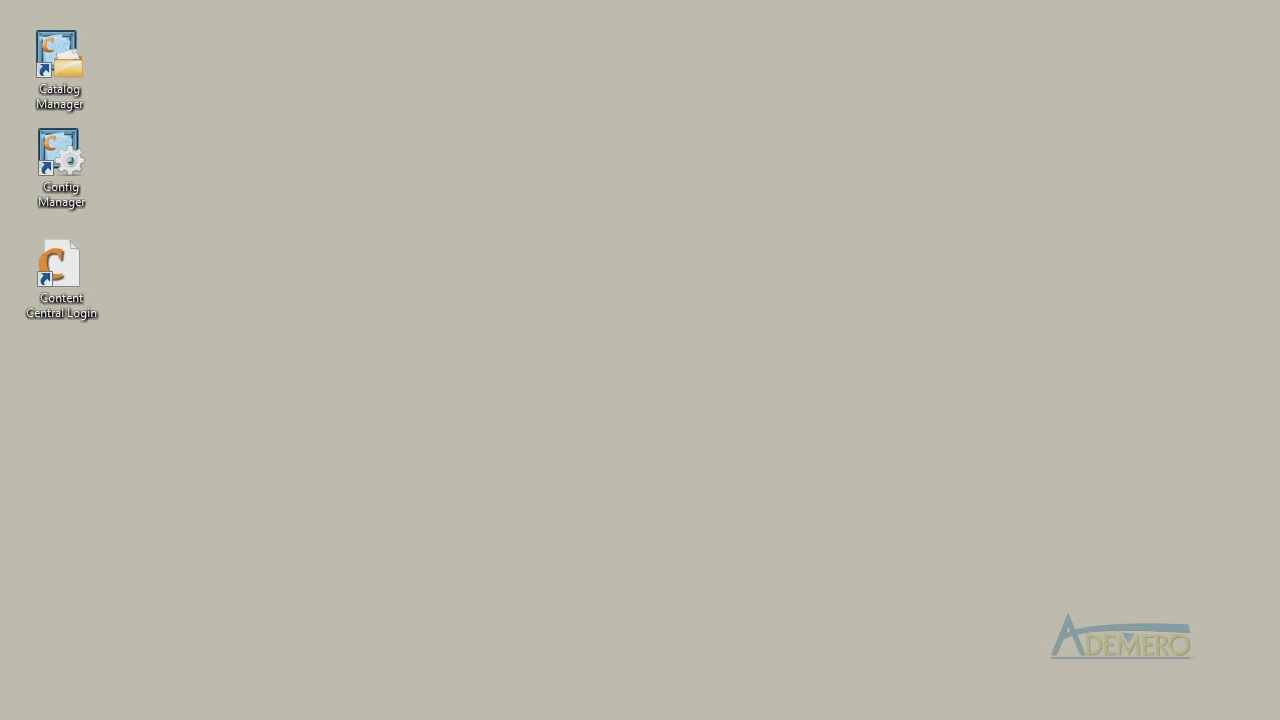 Catalog
Manager
Config
Manager
Content
Central Login
ADEMERO